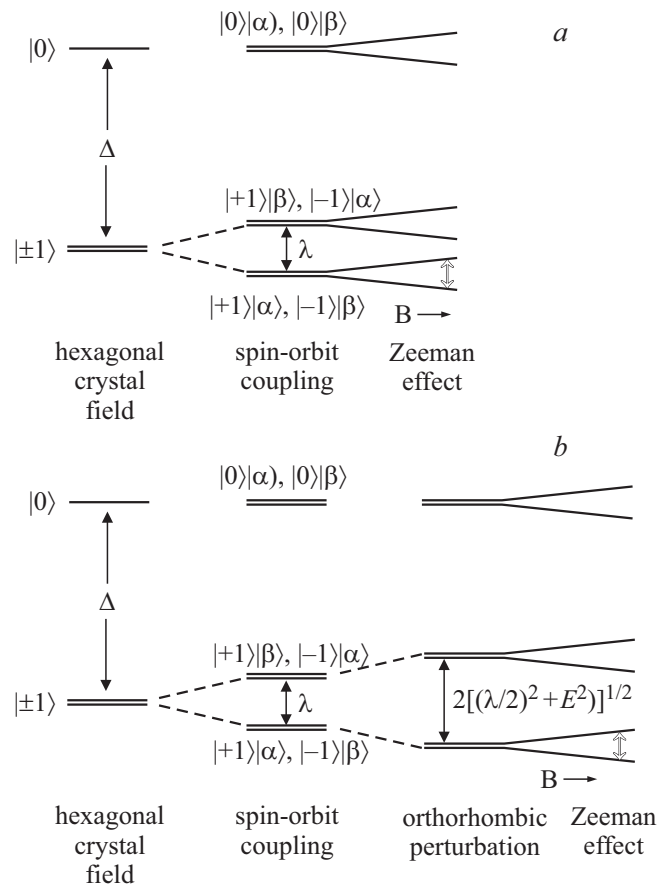 |0⟩|α), |0⟩|β⟩
a
|0⟩
Δ
|+1⟩|β⟩, |–1⟩|α⟩
|±1⟩
λ
|+1⟩|α⟩, |–1⟩|β⟩
B
hexagonal
crystal
field
spin-orbit
coupling
Zeeman
effect
b
|0⟩|α), |0⟩|β⟩
|0⟩
Δ
|+1⟩|β⟩, |–1⟩|α⟩
|±1⟩
λ
2[(λ/2)² + E²)]^1/2
|+1⟩|α⟩, |–1⟩|β⟩
B
hexagonal
crystal
field
spin-orbit
coupling
orthorhombic
perturbation
Zeeman
effect